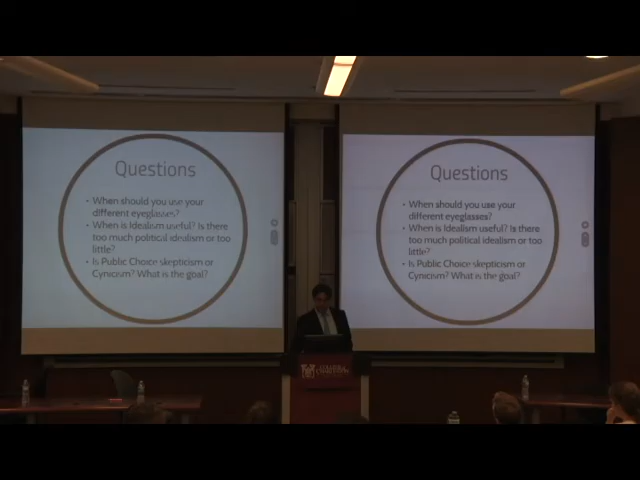 Questions
• When should you use your
different eyeglasses?
• When is Idealism useful? Is there
too much political idealism or too
little?
• Is Public Choice skepticism or
Cynicism? What is the goal?
Questions
• When should you use your
different eyeglasses?
• When is Idealism useful? Is there
too much political idealism or too
little?
• Is Public Choice skepticism or
Cynicism? What is the goal?